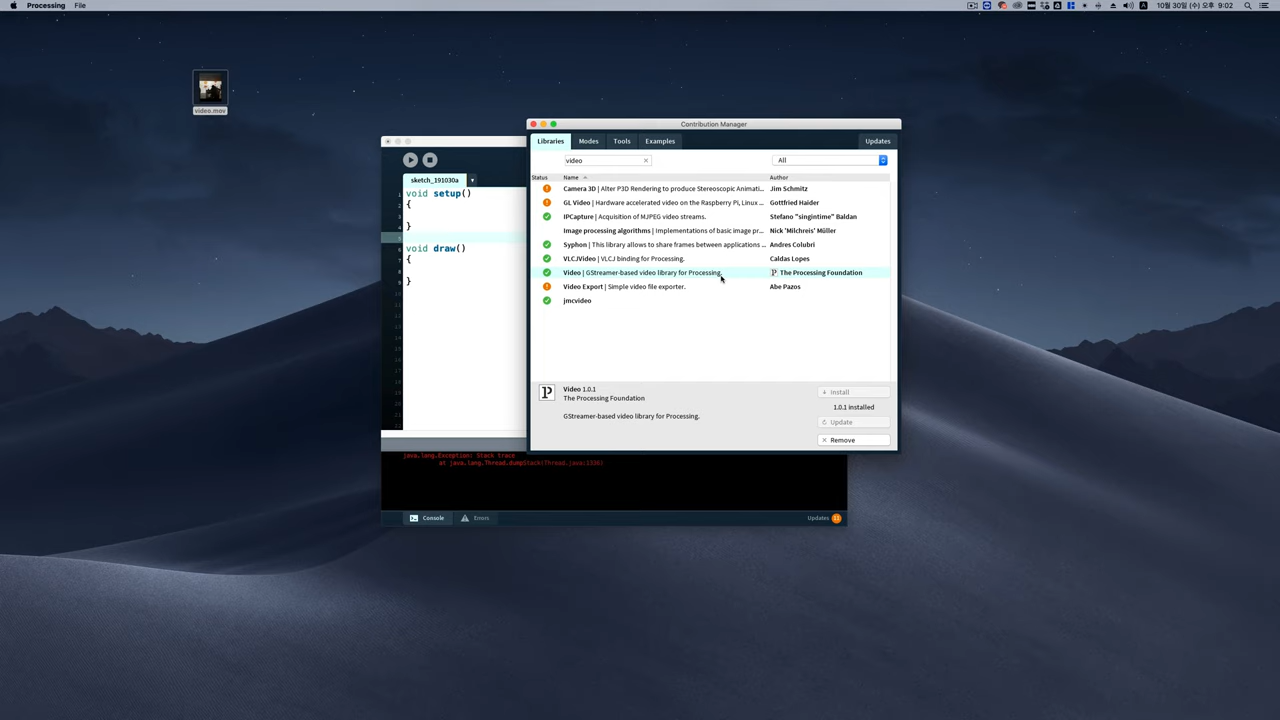 Processing File
10월 30일 (수) 오후 9:02
video.mov
Contribution Manager
Libraries Modes Tools Examples Updates
video All
Status Name Author
Camera 3D | Alter P3D Rendering to produce Stereoscopic Animati... Jim Schmitz
GL Video | Hardware accelerated video on the Raspberry Pi, Linux ... Gottfried Haider
IPCapture | Acquisition of MJPEG video streams. Stefano "singintime" Baldan
Image processing algorithms | Implementations of basic image pr... Nick 'Milchreis' Müller
Syphon | This library allows to share frames between applications ... Andres Colubri
VLCJVideo | VLCJ binding for Processing. Caldas Lopes
Video | GStreamer-based video library for Processing. P The Processing Foundation
Video Export | Simple video file exporter. Abe Pazos
jmcvideo
P Video 1.0.1
The Processing Foundation
GStreamer-based video library for Processing.
Install
1.0.1 installed
Update
Remove
sketch_191030a
void setup()
{
}
void draw()
{
}
java.lang.Exception: Stack trace
at java.lang.Thread.dumpStack(Thread.java:1336)
Console Errors Updates